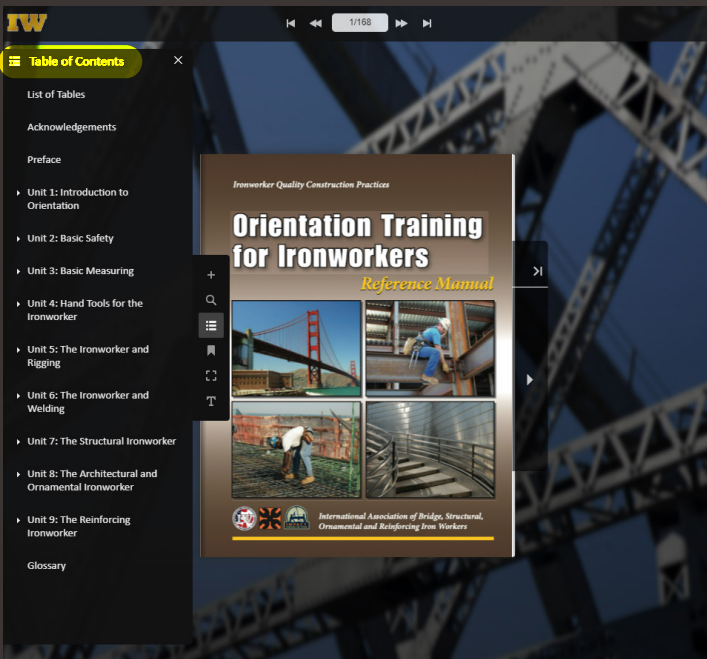 IW
1/168
Table of Contents
List of Tables
Acknowledgements
Preface
Unit 1: Introduction to
Orientation
Unit 2: Basic Safety
Unit 3: Basic Measuring
Unit 4: Hand Tools for the
Ironworker
Unit 5: The Ironworker and
Rigging
Unit 6: The Ironworker and
Welding
Unit 7: The Structural Ironworker
Unit 8: The Architectural and
Ornamental Ironworker
Unit 9: The Reinforcing
Ironworker
Glossary
T
Ironworker Quality Construction Practices
Orientation Training
for Ironworkers
Reference Manual
International Association of Bridge, Structural,
Ornamental and Reinforcing Iron Workers